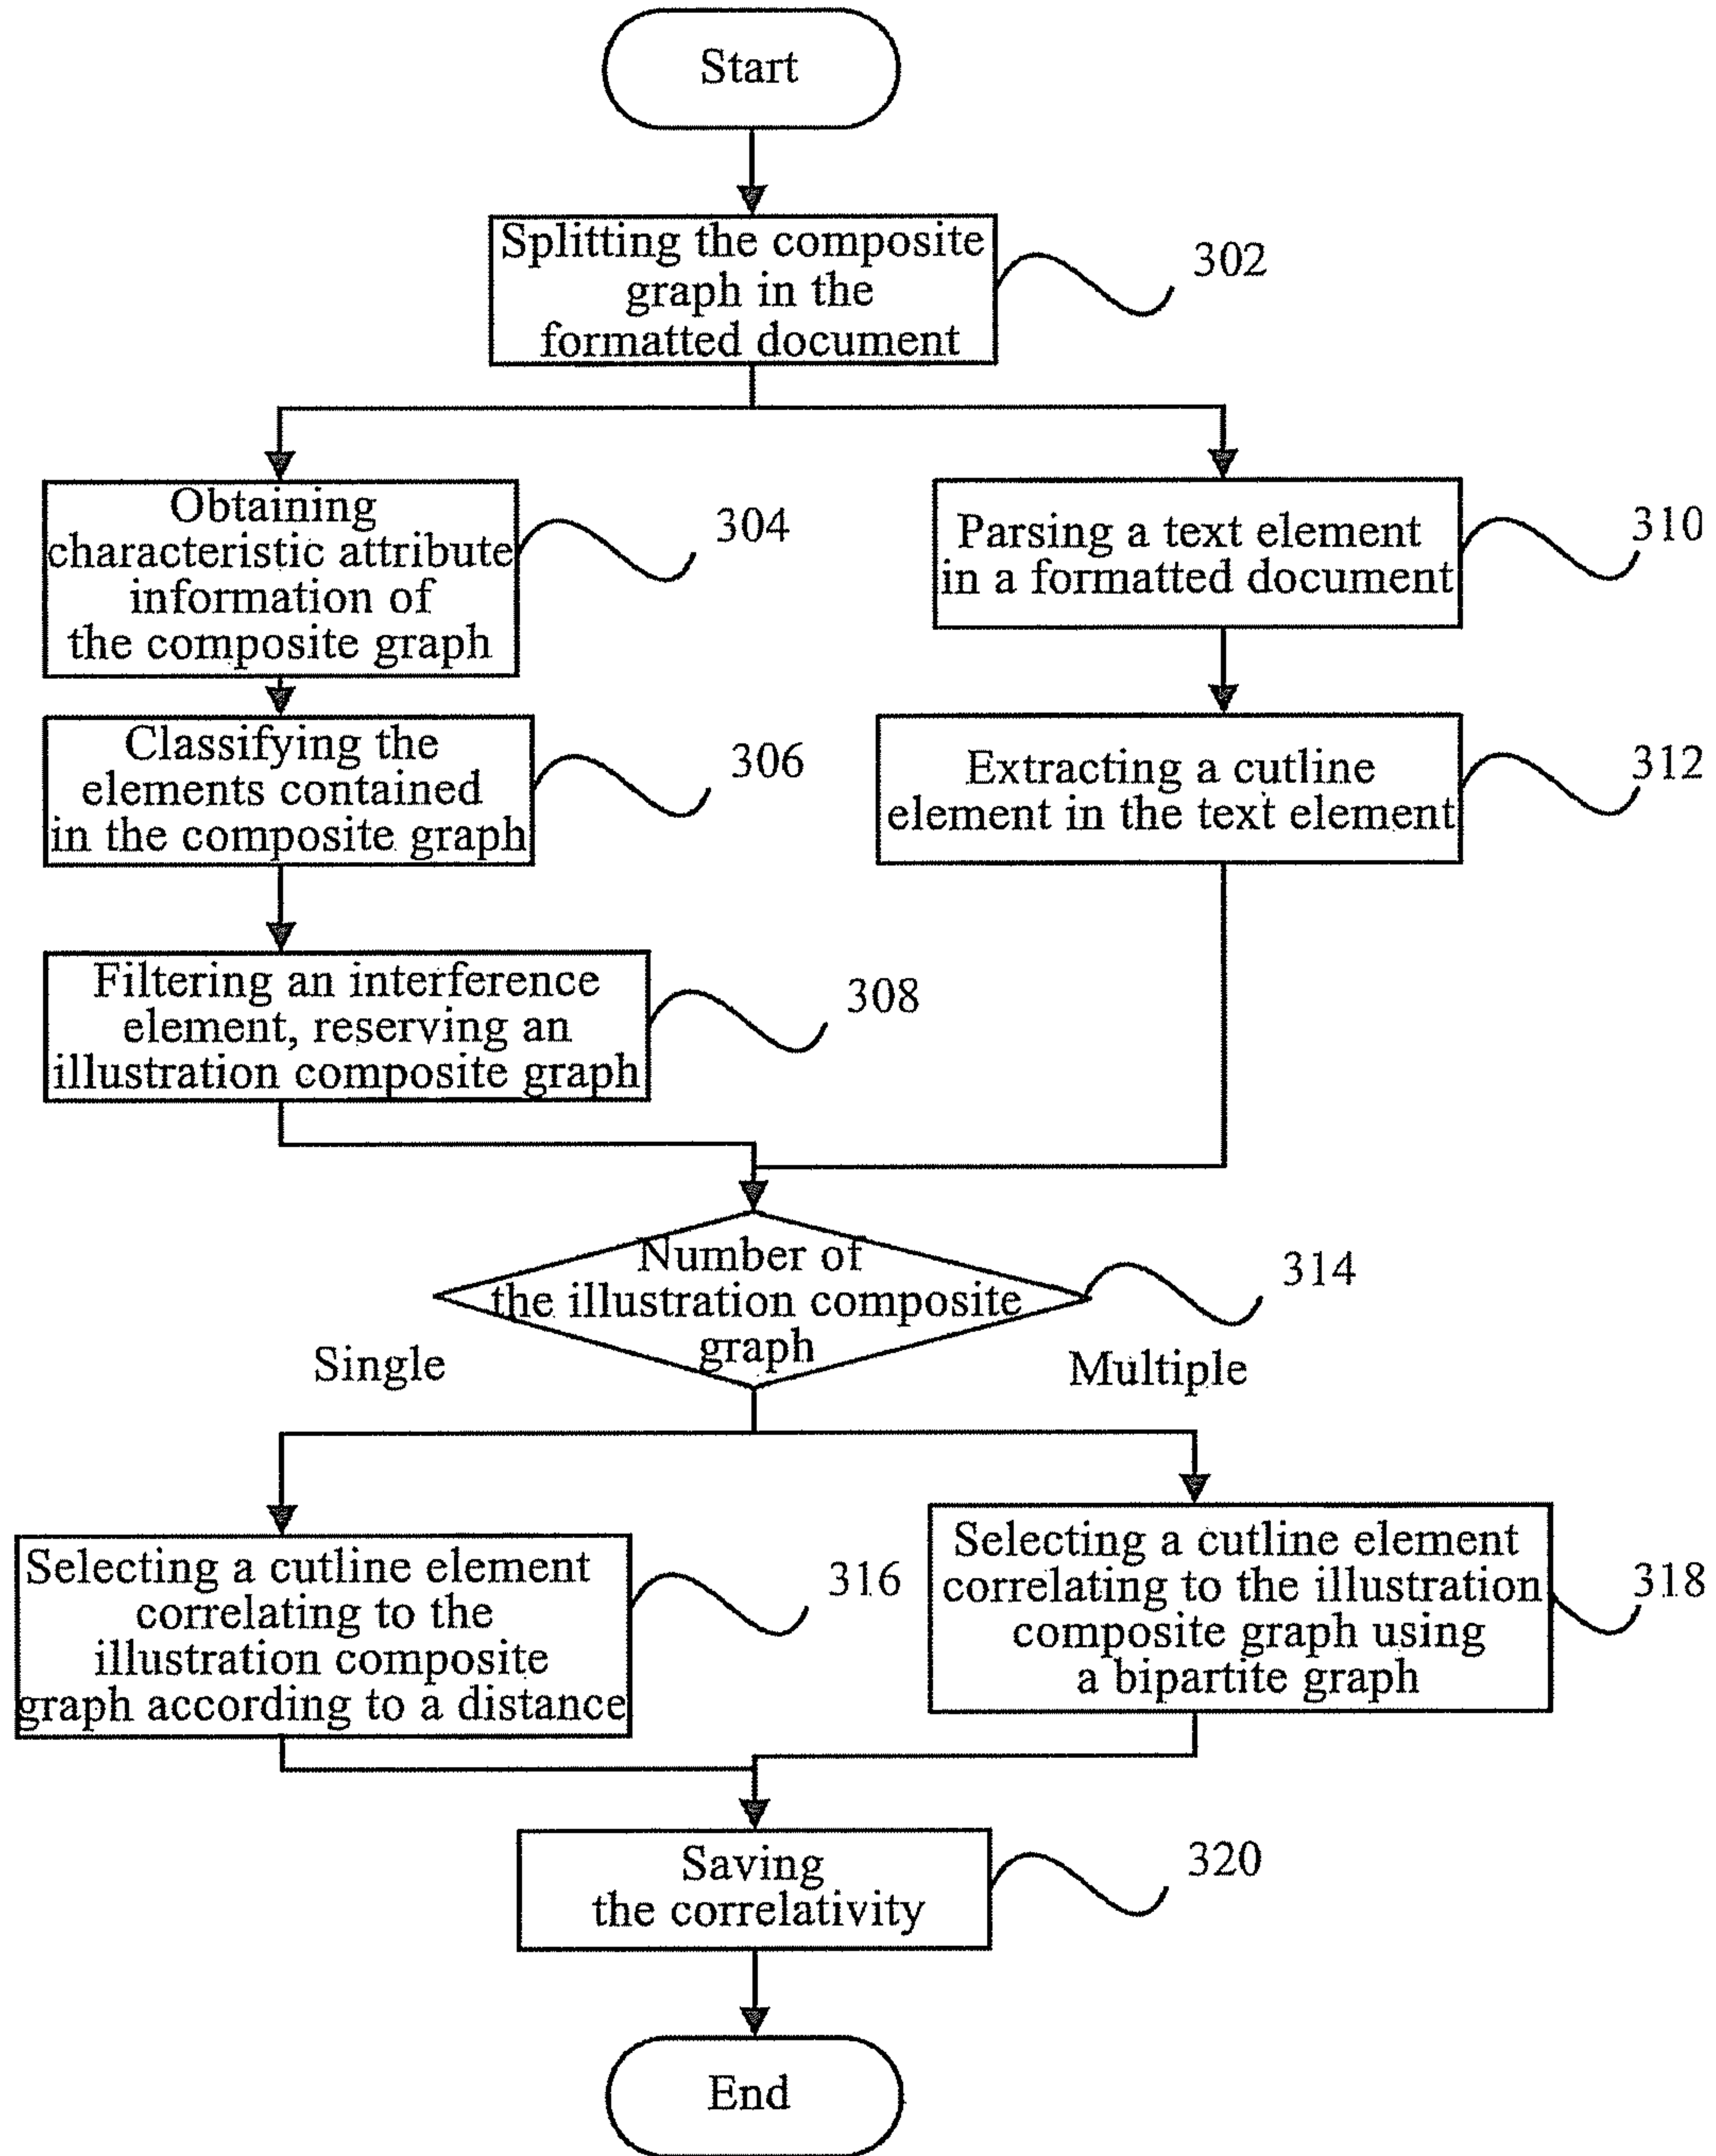 Start
Splitting the composite
graph in the
formatted document
302
Obtaining
characteristic attribute
information of
the composite graph
304
Parsing a text element
in a formatted document
310
Classifying the
elements contained
in the composite graph
306
Extracting a cutline
element in the text element
312
Filtering an interference
element, reserving an
illustration composite graph
308
Number of
the illustration composite
graph
314
Single
Multiple
Selecting a cutline element
correlating to the
illustration composite
graph according to a distance
316
Selecting a cutline element
correlating to the illustration
composite graph using
a bipartite graph
318
Saving
the correlativity
320
End